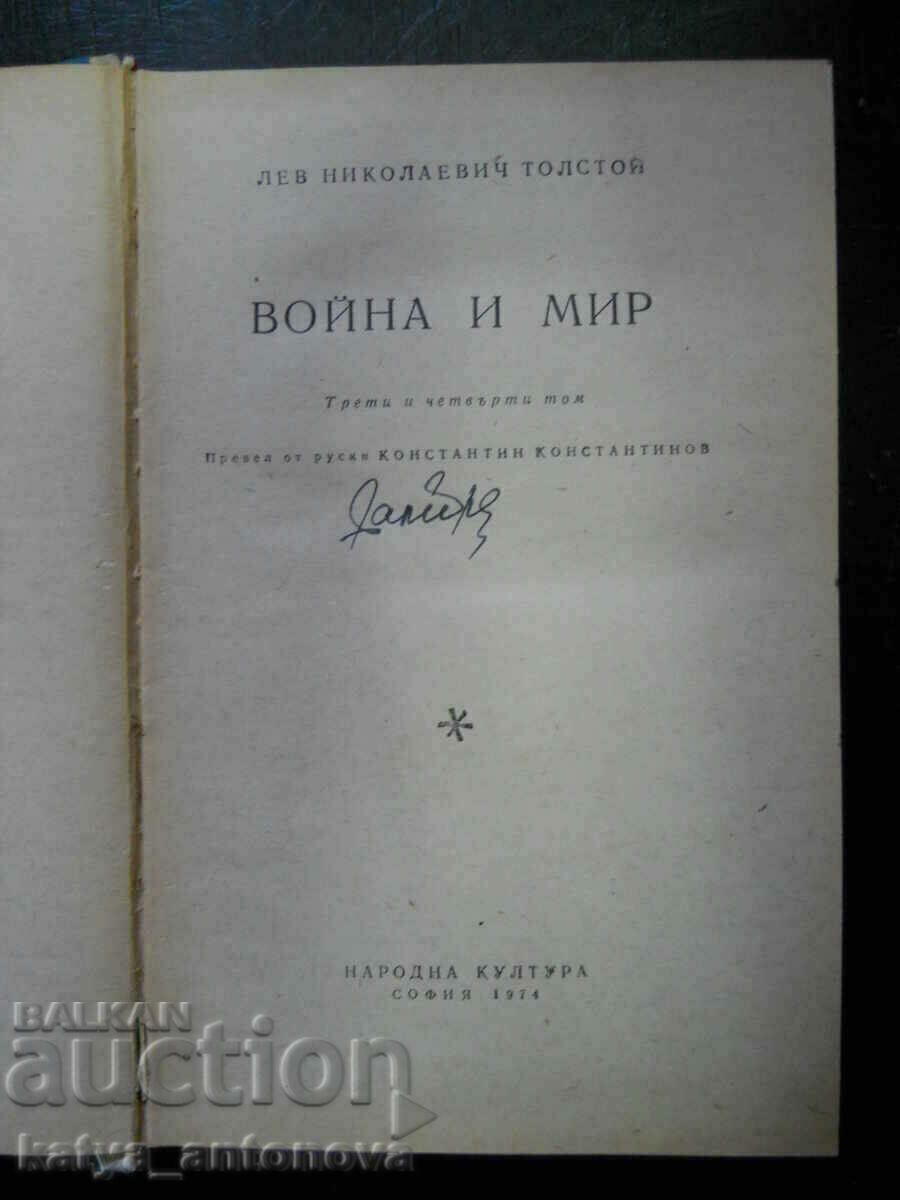 ЛЕВ НИКОЛАЕВИЧ ТОЛСТОЙ
ВОЙНА И МИР
Трети и четвърти том
Превел от руски КОНСТАНТИН КОНСТАНТИНОВ
НАРОДНА КУЛТУРА
СОФИЯ 1974
BALKAN
auction
katya_antonova